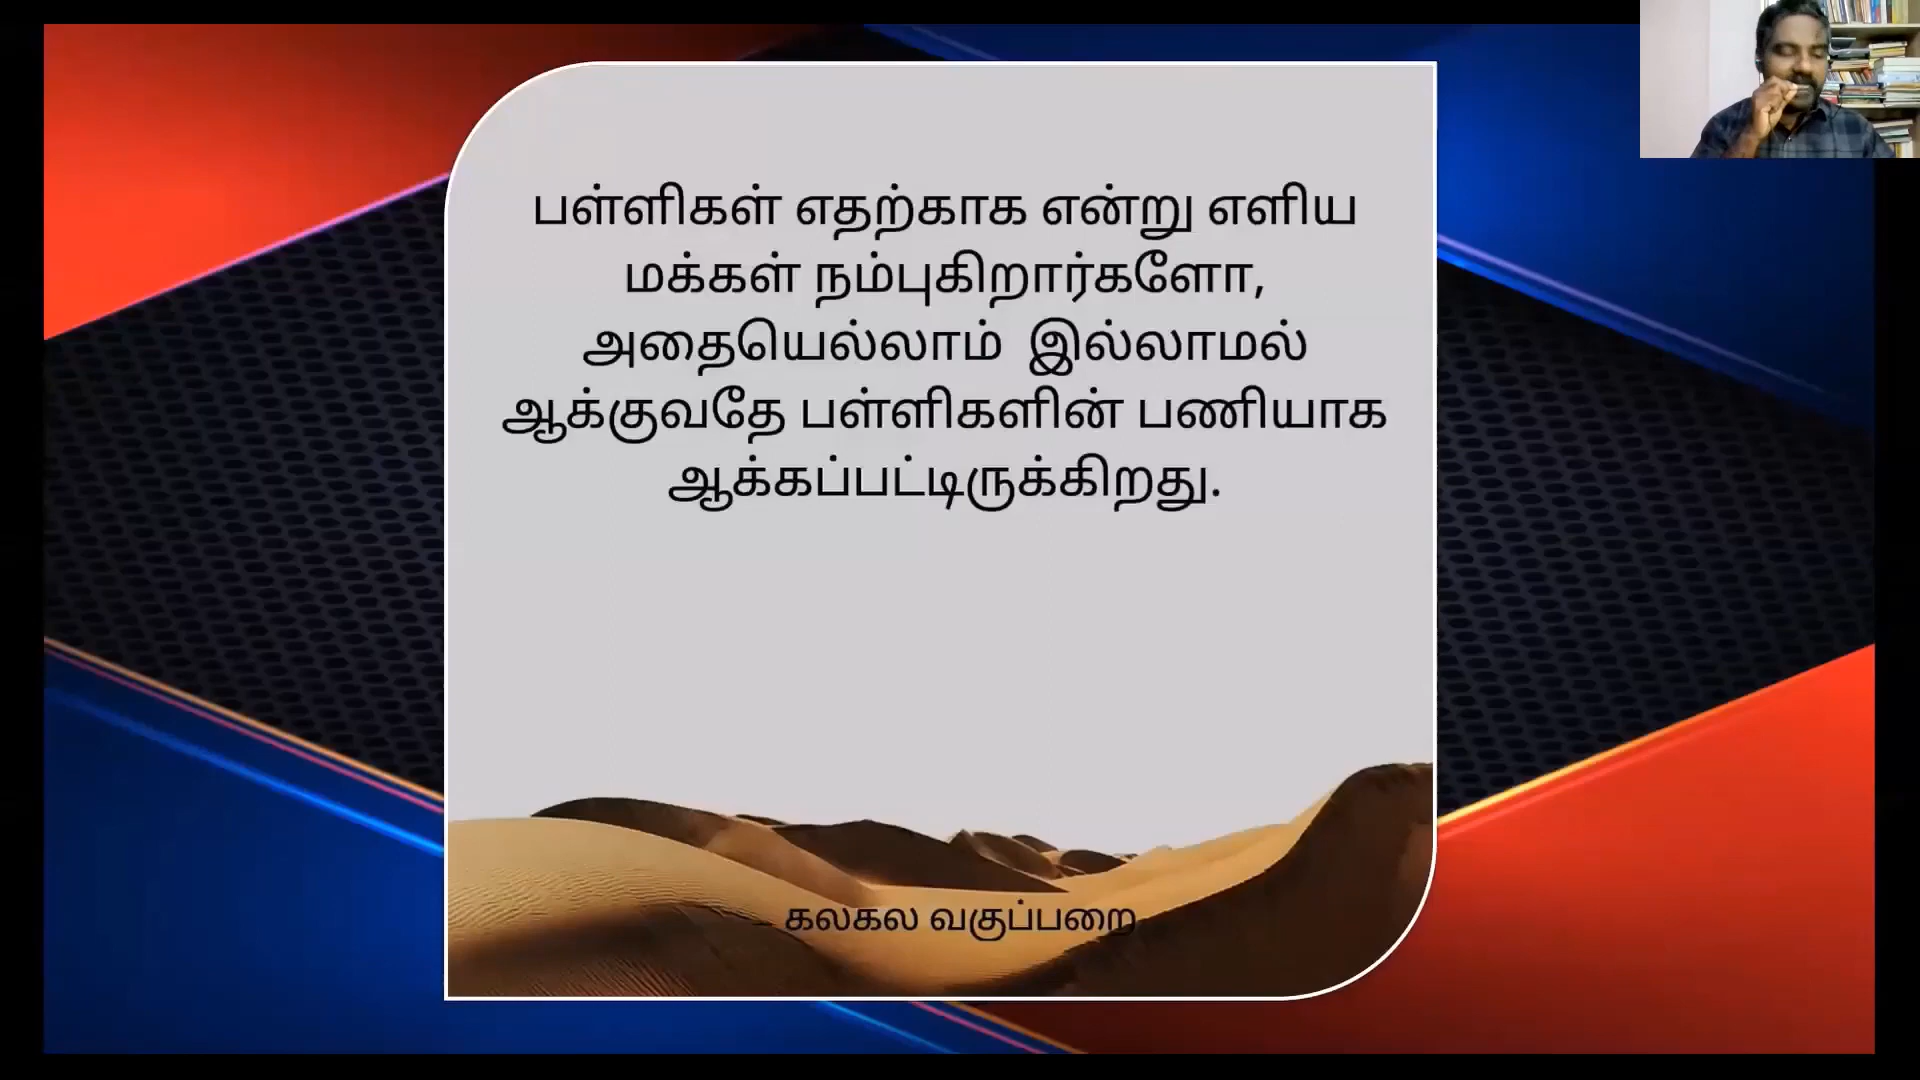 பள்ளிகள் எதற்காக என்று எளிய
மக்கள் நம்புகிறார்களோ,
அதையெல்லாம் இல்லாமல்
ஆக்குவதே பள்ளிகளின் பணியாக
ஆக்கப்பட்டிருக்கிறது.
– கலகல வகுப்பறை